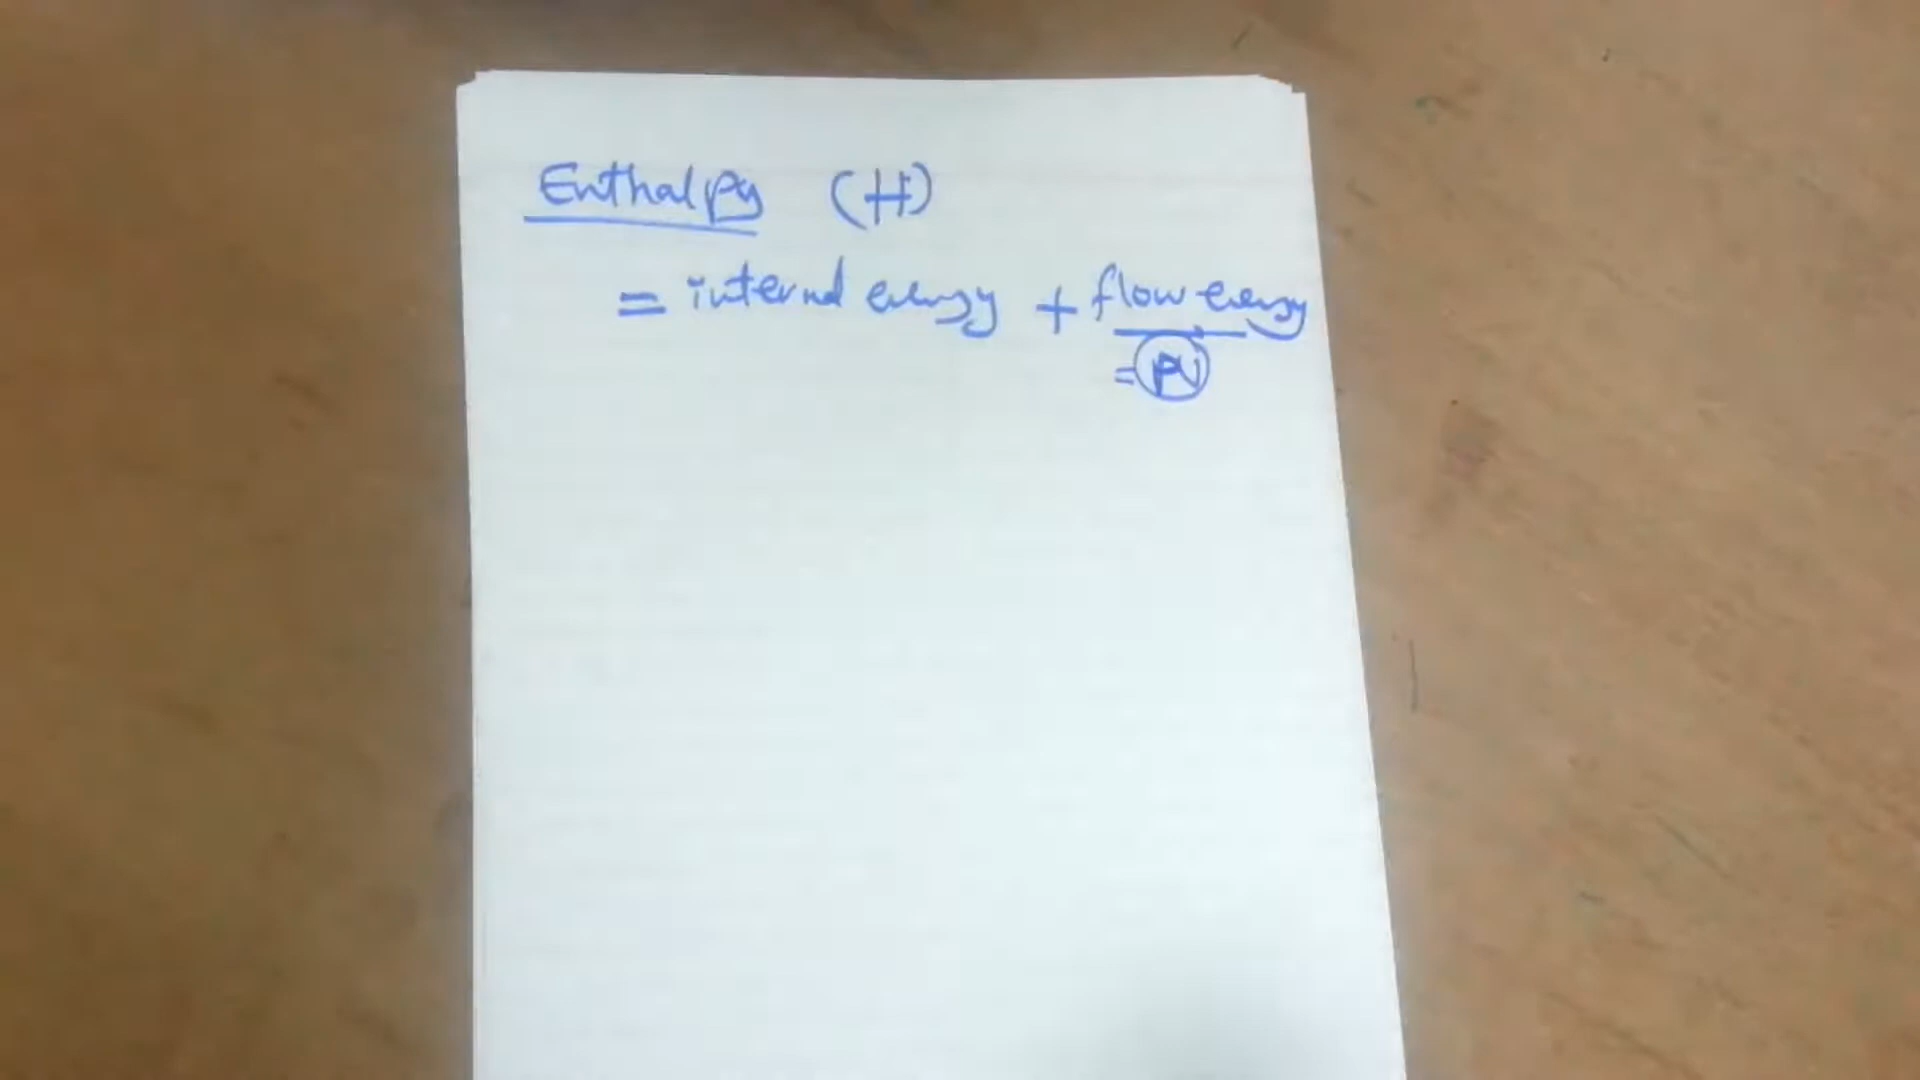 Enthalpy (H)
= internal energy + flow energy
= PV